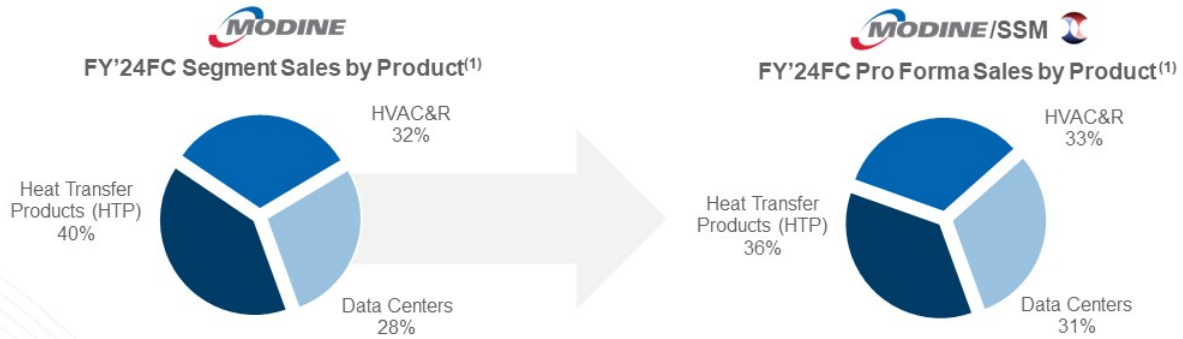 MODINE
FY'24FC Segment Sales by Product(1)
HVAC&R
32%
Heat Transfer
Products (HTP)
40%
Data Centers
28%
MODINE/SSM
FY'24FC Pro Forma Sales by Product(1)
HVAC&R
33%
Heat Transfer
Products (HTP)
36%
Data Centers
31%